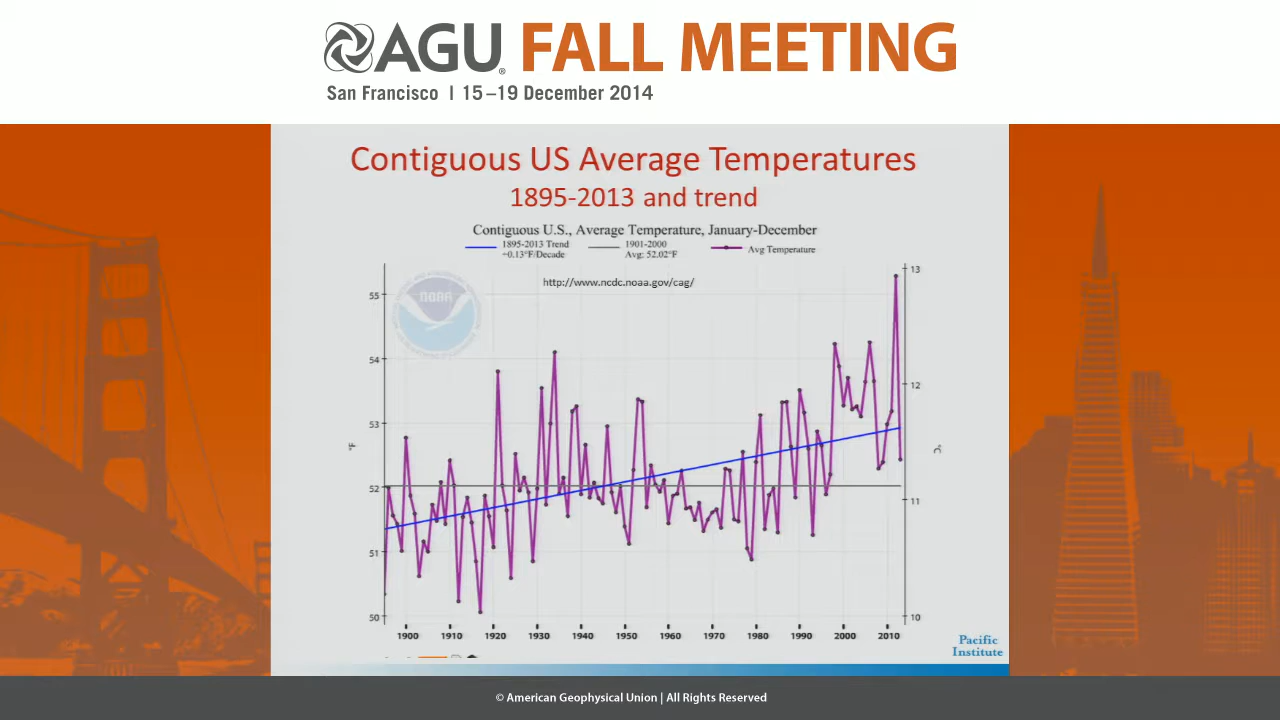 AGU FALL MEETING
San Francisco | 15–19 December 2014
Contiguous US Average Temperatures
1895-2013 and trend
Contiguous U.S., Average Temperature, January-December
1895-2013 Trend
+0.13°F/Decade
1901-2000
Avg: 52.02°F
Avg Temperature
http://www.ncdc.noaa.gov/cag/
NOAA
55
54
53
52
51
50
°F
13
12
11
10
°C
1900 1910 1920 1930 1940 1950 1960 1970 1980 1990 2000 2010
Pacific
Institute
© American Geophysical Union | All Rights Reserved